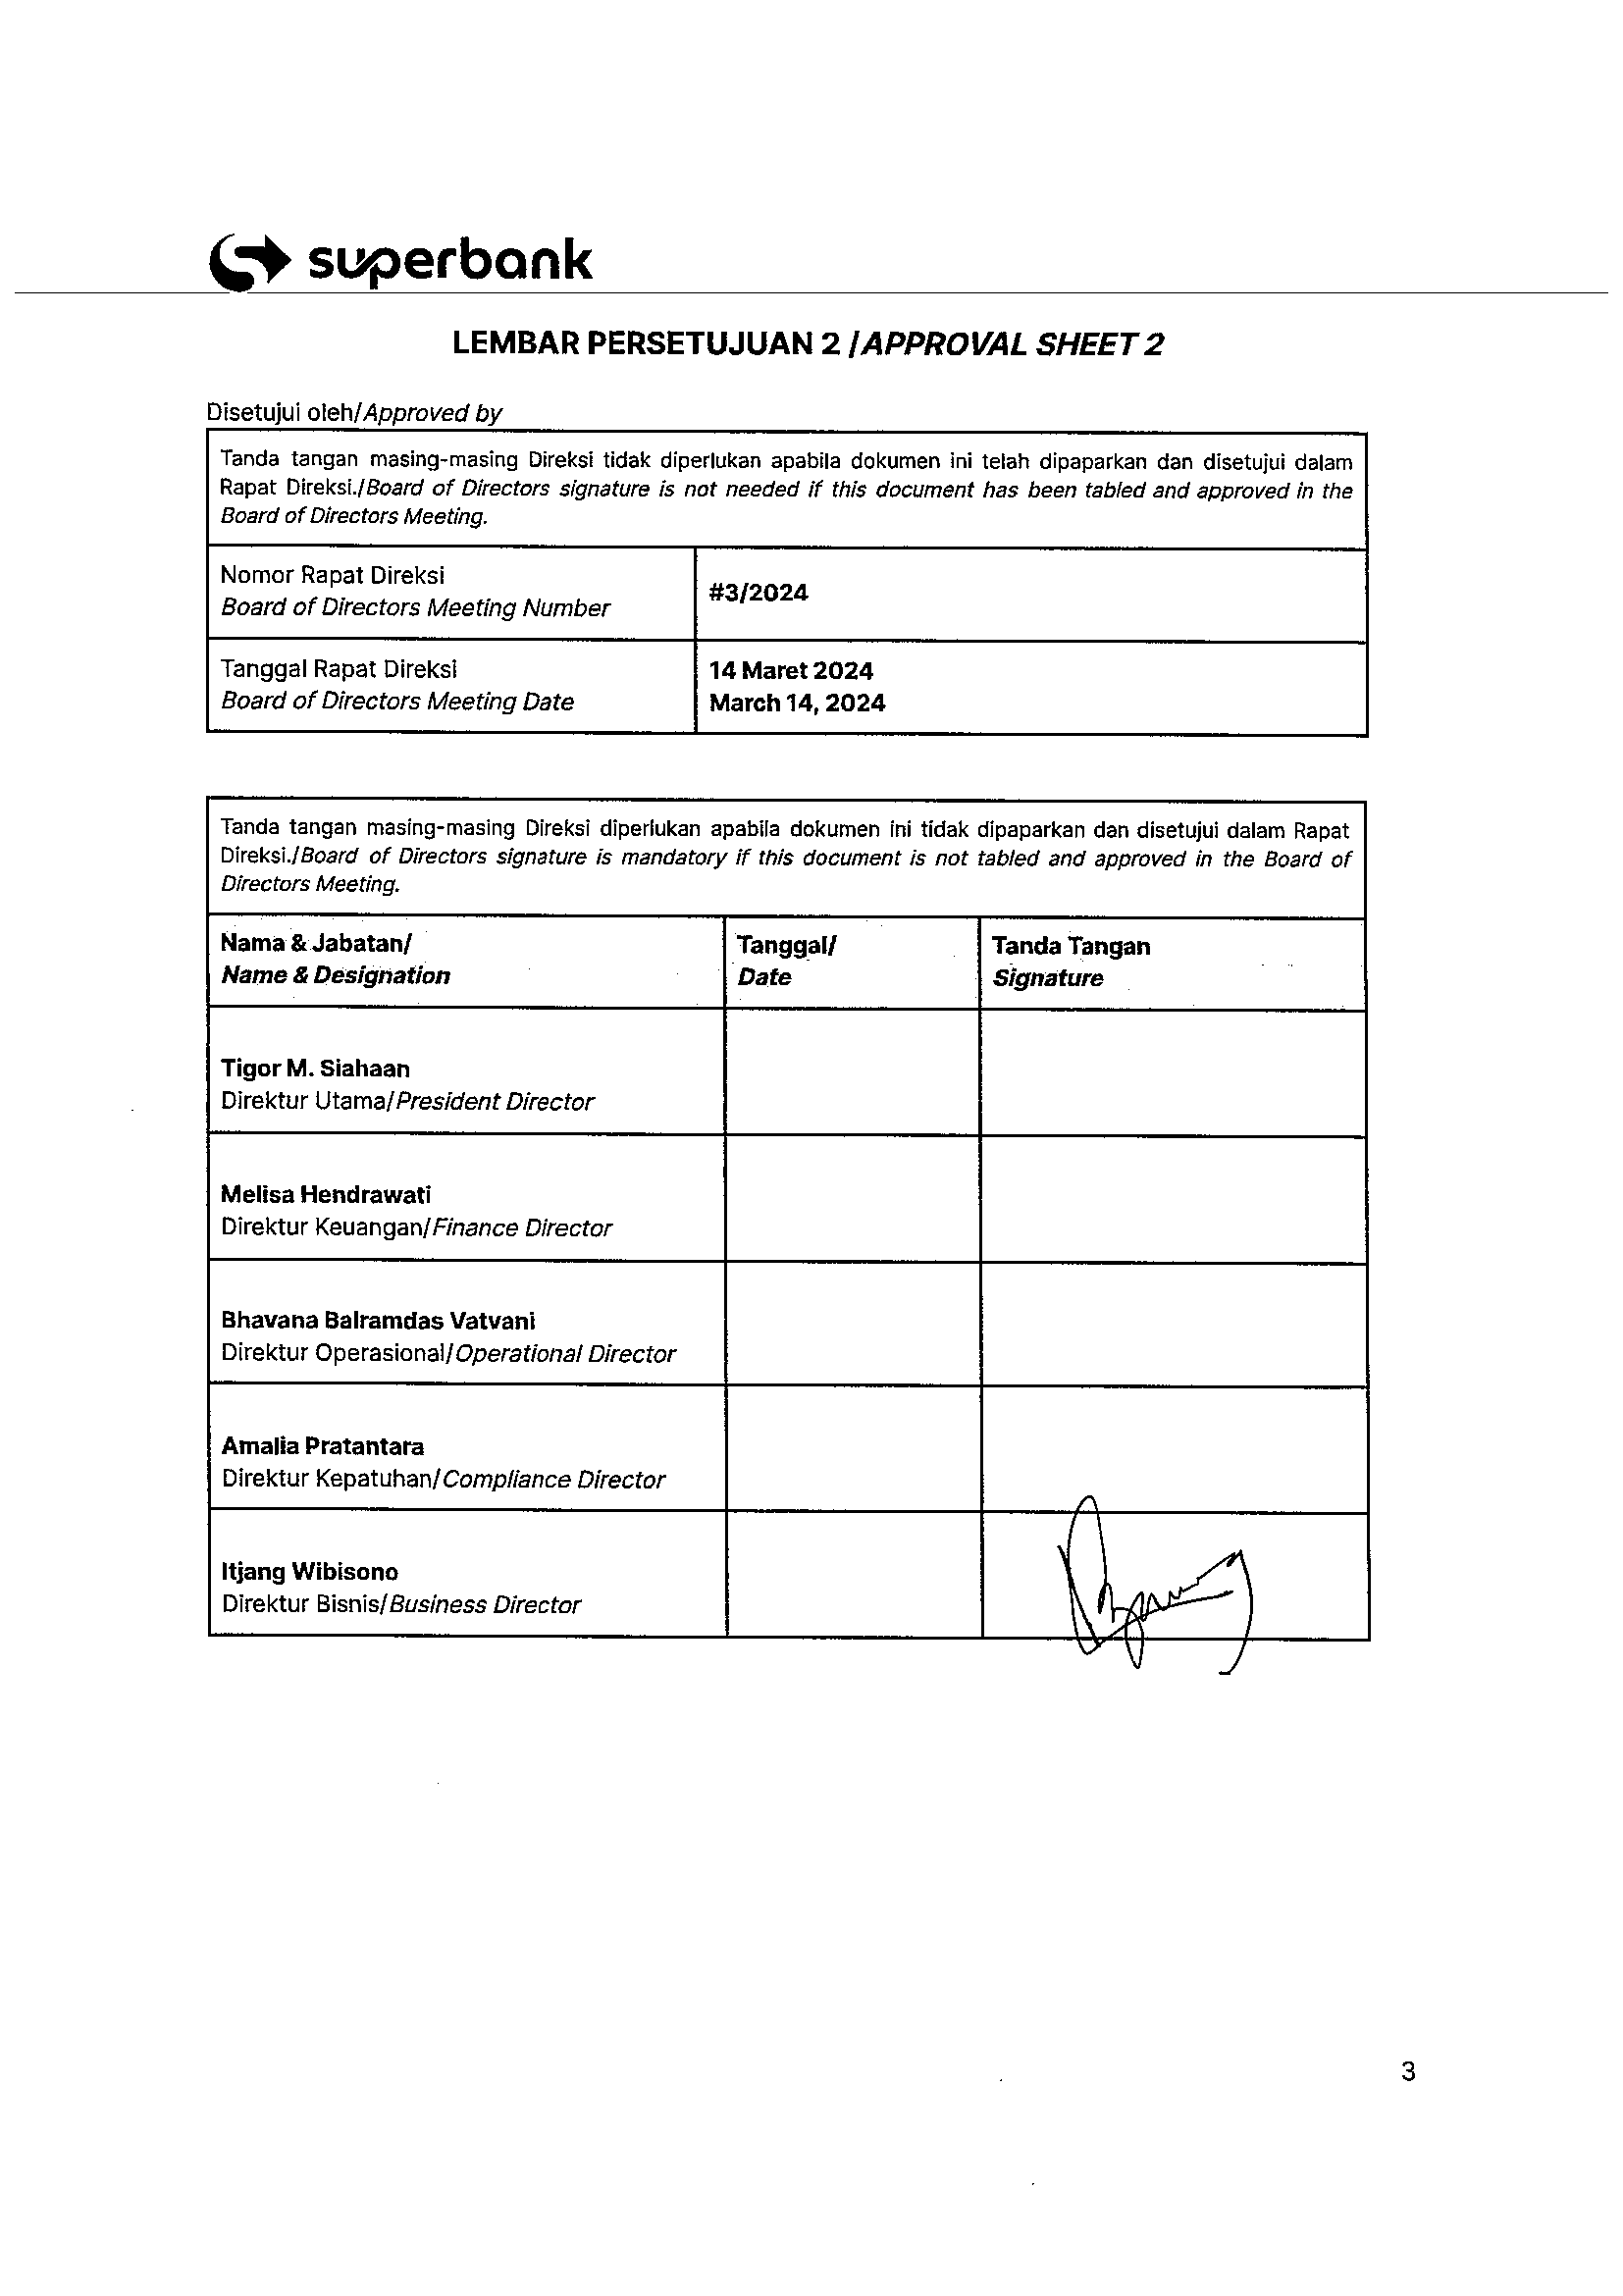 superbank
LEMBAR PERSETUJUAN 2 /APPROVAL SHEET 2
Disetujui oleh/Approved by
Tanda tangan masing-masing Direksi tidak diperlukan apabila dokumen ini telah dipaparkan dan disetujui dalam
Rapat Direksi./Board of Directors signature is not needed if this document has been tabled and approved in the
Board of Directors Meeting.
Nomor Rapat Direksi
Board of Directors Meeting Number
#3/2024
Tanggal Rapat Direksi
Board of Directors Meeting Date
14 Maret 2024
March 14, 2024
Tanda tangan masing-masing Direksi diperlukan apabila dokumen ini tidak dipaparkan dan disetujui dalam Rapat
Direksi./Board of Directors signature is mandatory if this document is not tabled and approved in the Board of
Directors Meeting.
Nama & Jabatan/
Name & Designation
Tanggal/
Date
Tanda Tangan
Signature
Tigor M. Siahaan
Direktur Utama/President Director
Melisa Hendrawati
Direktur Keuangan/Finance Director
Bhavana Balramdas Vatvani
Direktur Operasional/Operational Director
Amalia Pratantara
Direktur Kepatuhan/Compliance Director
Itjang Wibisono
Direktur Bisnis/Business Director
3